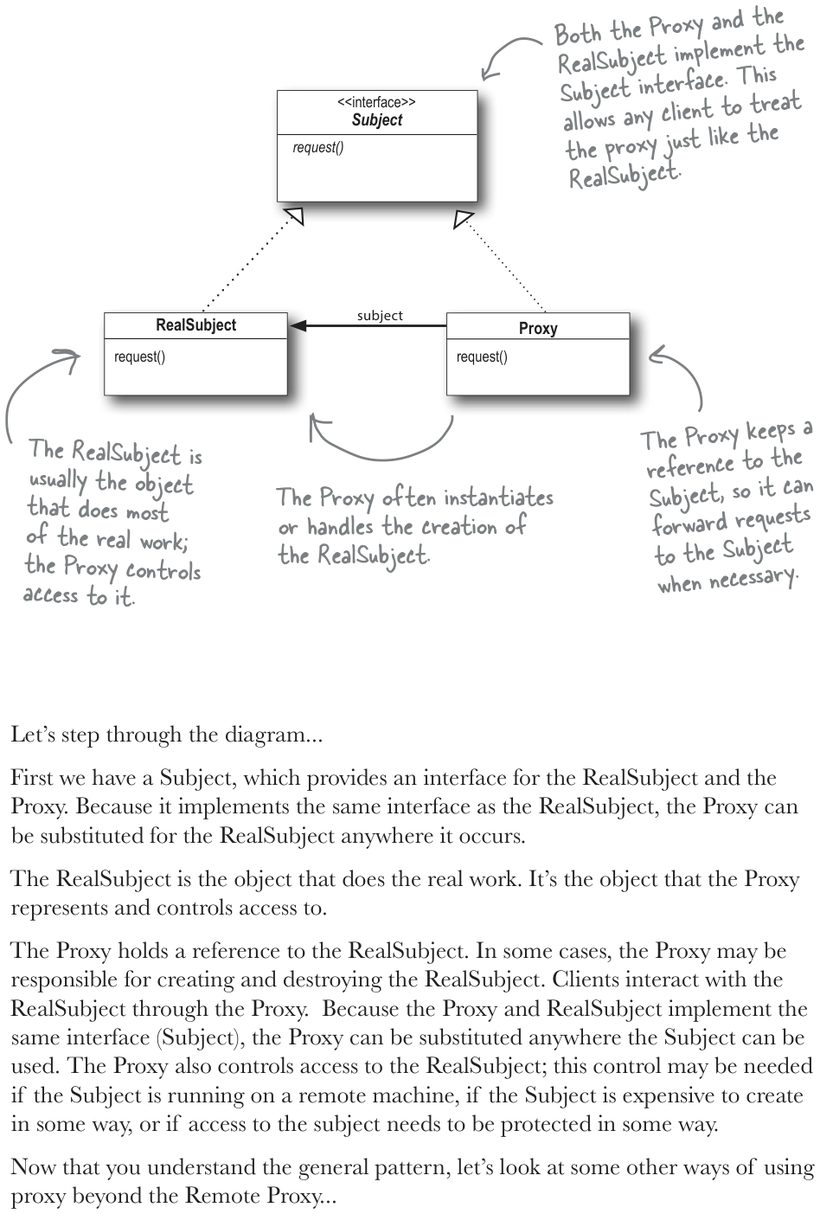 Both the Proxy and the
RealSubject implement the
Subject interface. This
allows any client to treat
the proxy just like the
RealSubject.
<<interface>>
Subject
request()
RealSubject
request()
subject
Proxy
request()
The RealSubject is
usually the object
that does most
of the real work;
the Proxy controls
access to it.
The Proxy often instantiates
or handles the creation of
the RealSubject.
The Proxy keeps a
reference to the
Subject, so it can
forward requests
to the Subject
when necessary.
Let’s step through the diagram...
First we have a Subject, which provides an interface for the RealSubject and the
Proxy. Because it implements the same interface as the RealSubject, the Proxy can
be substituted for the RealSubject anywhere it occurs.
The RealSubject is the object that does the real work. It’s the object that the Proxy
represents and controls access to.
The Proxy holds a reference to the RealSubject. In some cases, the Proxy may be
responsible for creating and destroying the RealSubject. Clients interact with the
RealSubject through the Proxy. Because the Proxy and RealSubject implement the
same interface (Subject), the Proxy can be substituted anywhere the Subject can be
used. The Proxy also controls access to the RealSubject; this control may be needed
if the Subject is running on a remote machine, if the Subject is expensive to create
in some way, or if access to the subject needs to be protected in some way.
Now that you understand the general pattern, let’s look at some other ways of using
proxy beyond the Remote Proxy...